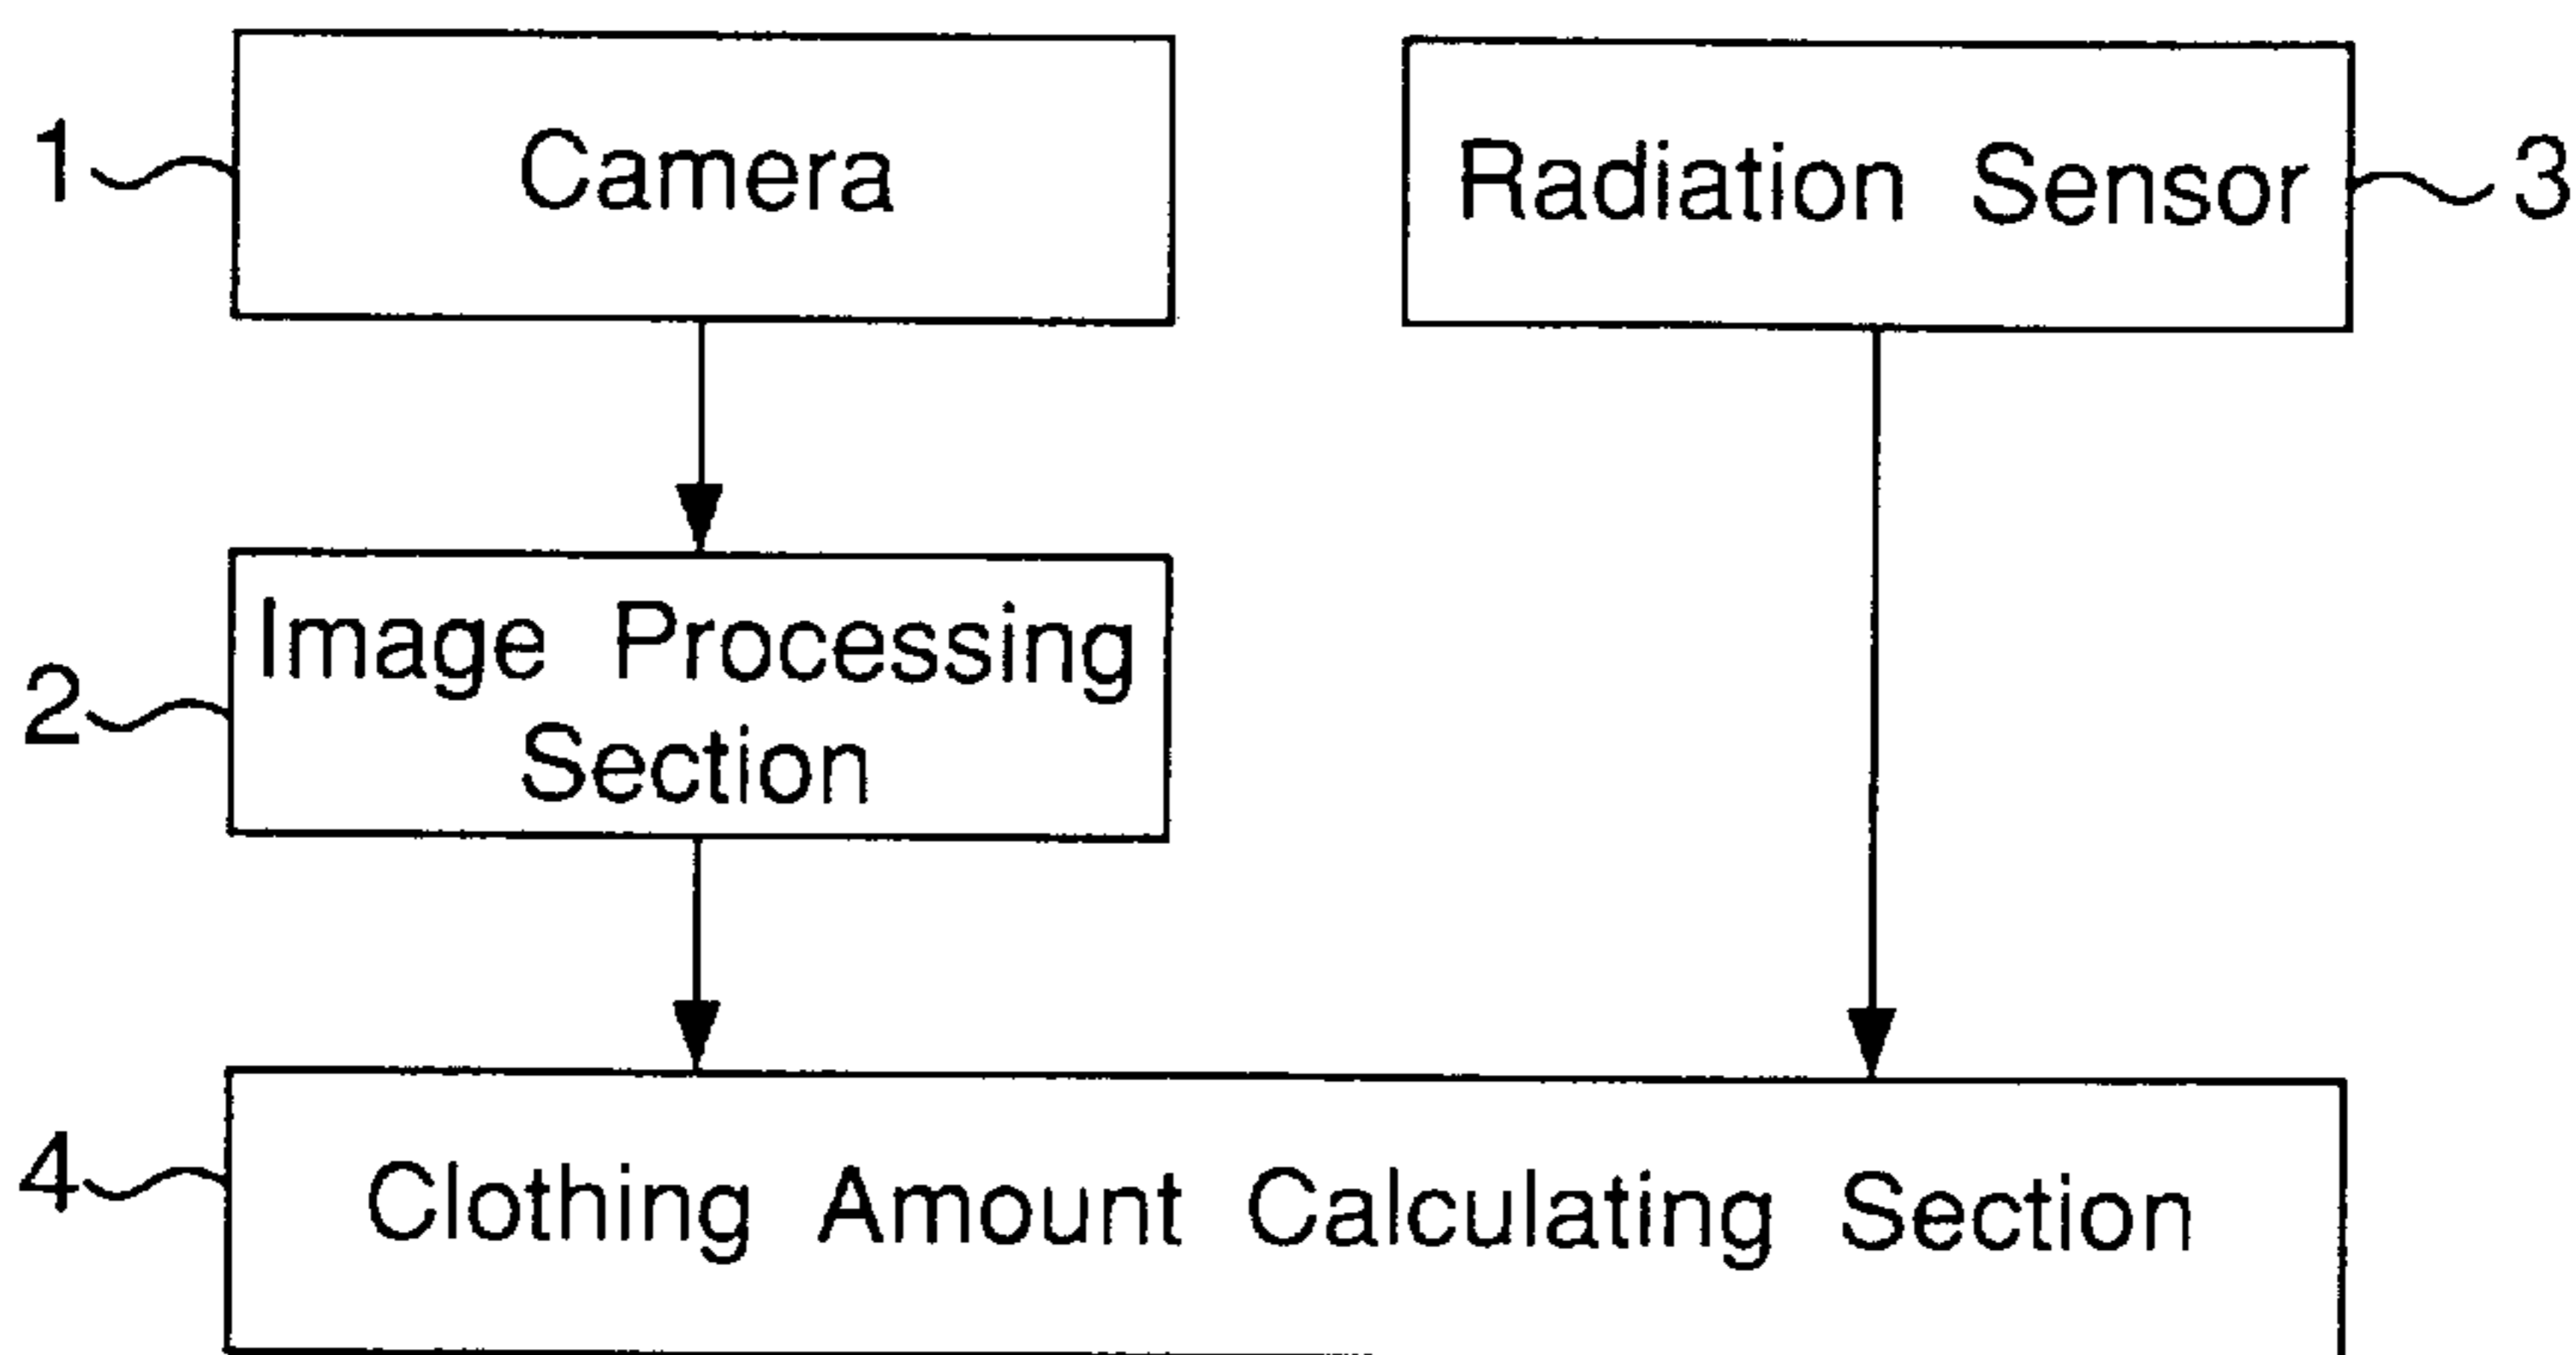 1
Camera
Radiation Sensor
3
2
Image Processing
Section
4
Clothing Amount Calculating Section